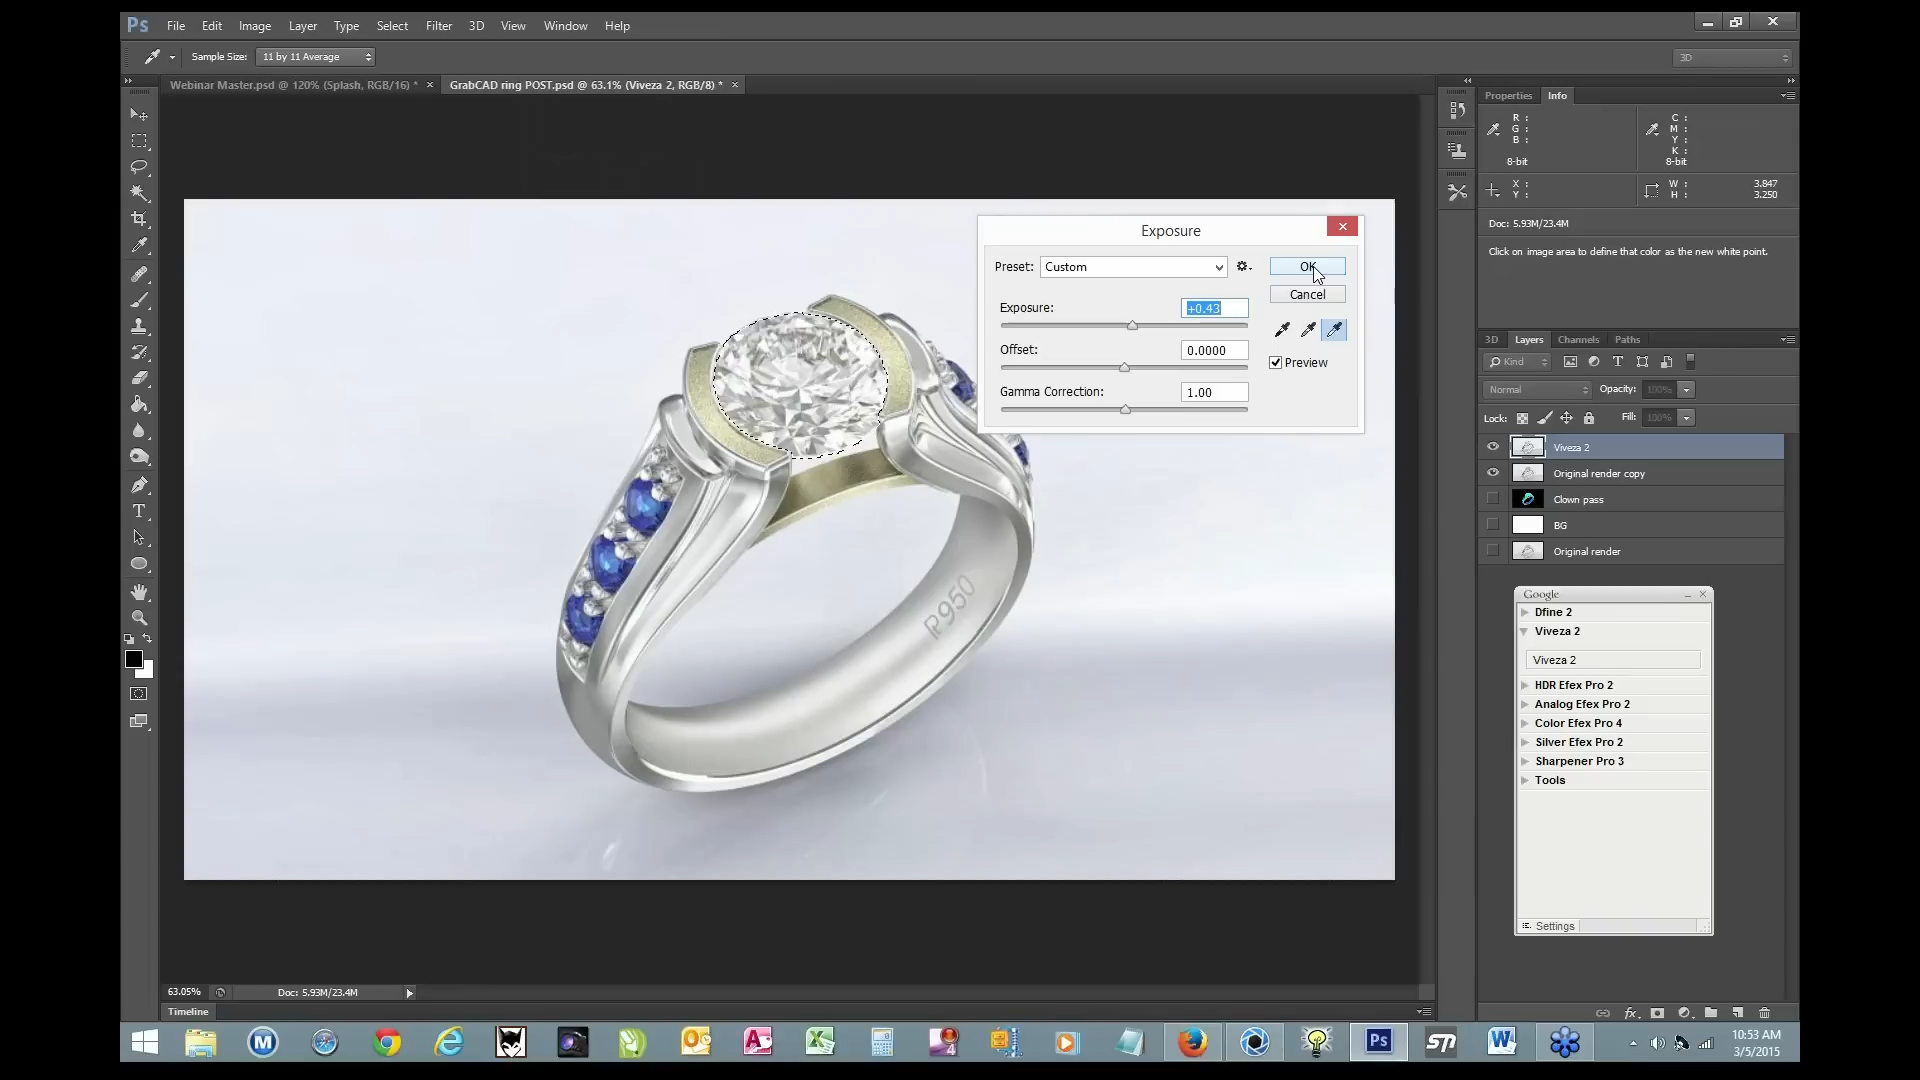 Ps File Edit Image Layer Type Select Filter 3D View Window Help
Sample Size: 11 by 11 Average 3D
Webinar Master.psd @ 120% (Splash, RGB/16) * × GrabCAD ring POST.psd @ 63.1% (Viveza 2, RGB/8) * ×
Properties Info
R :
G :
B :
8-bit
C :
M :
Y :
K :
8-bit
X :
Y :
W : 3.847
H : 3.250
Doc: 5.93M/23.4M
Click on image area to define that color as the new white point.
Exposure
Preset: Custom OK
Cancel
Exposure: +0.43
Offset: 0.0000
Preview
Gamma Correction: 1.00
3D Layers Channels Paths
Kind
Normal Opacity: 100%
Lock: Fill: 100%
Viveza 2
Original render copy
Clown pass
BG
Original render
P950
Google
Dfine 2
Viveza 2
Viveza 2
HDR Efex Pro 2
Analog Efex Pro 2
Color Efex Pro 4
Silver Efex Pro 2
Sharpener Pro 3
Tools
Settings
63.05% Doc: 5.93M/23.4M
Timeline
10:53 AM
3/5/2015